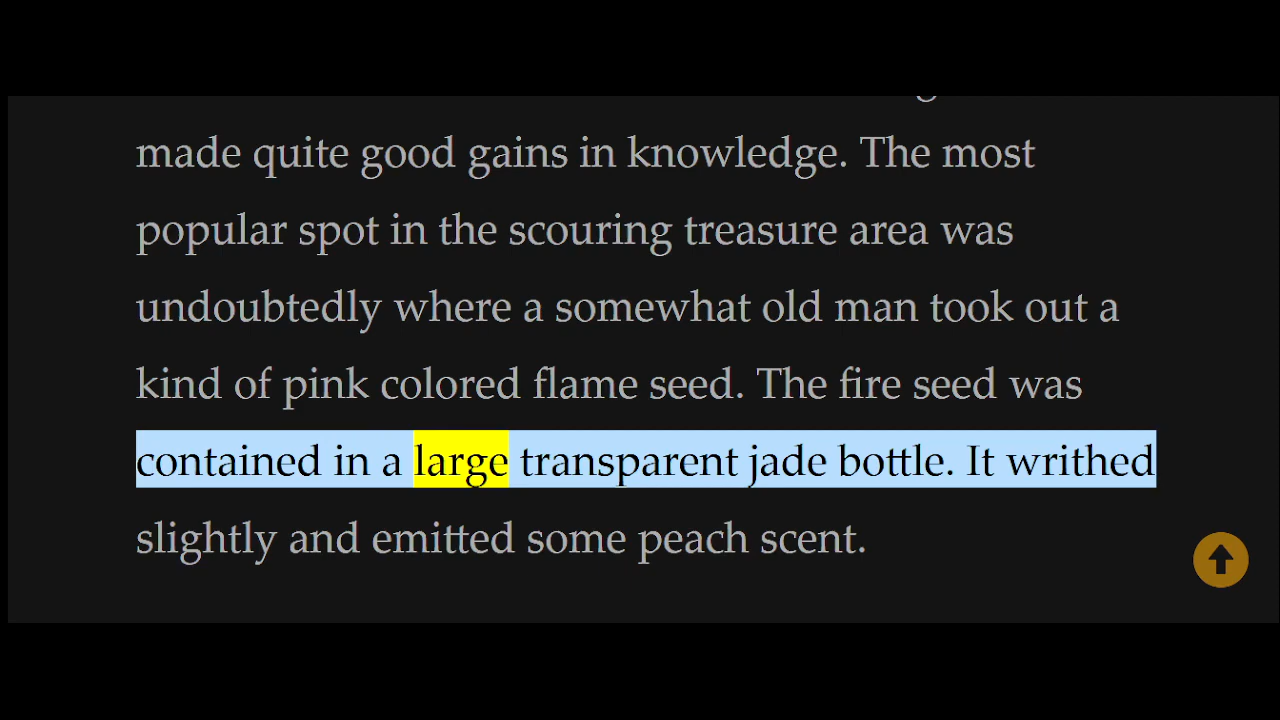 made quite good gains in knowledge. The most
popular spot in the scouring treasure area was
undoubtedly where a somewhat old man took out a
kind of pink colored flame seed. The fire seed was
contained in a large transparent jade bottle. It writhed
slightly and emitted some peach scent.